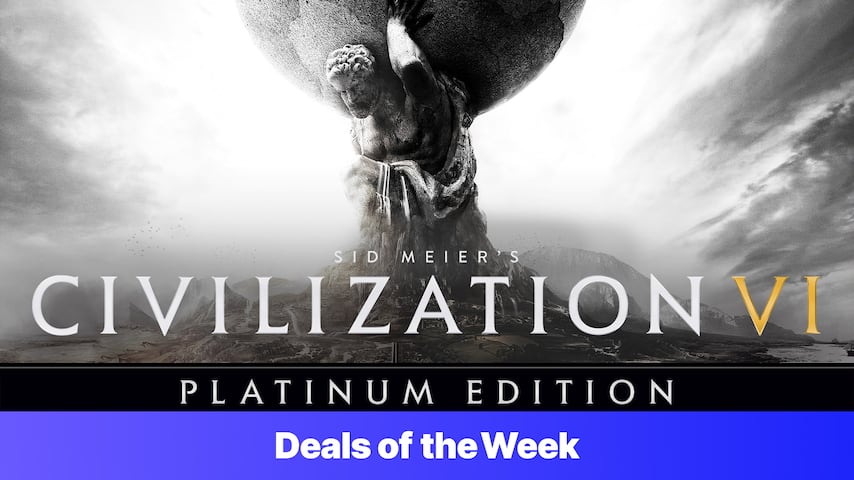 SID MEIER'S
CIVILIZATION VI
PLATINUM EDITION
Deals of the Week